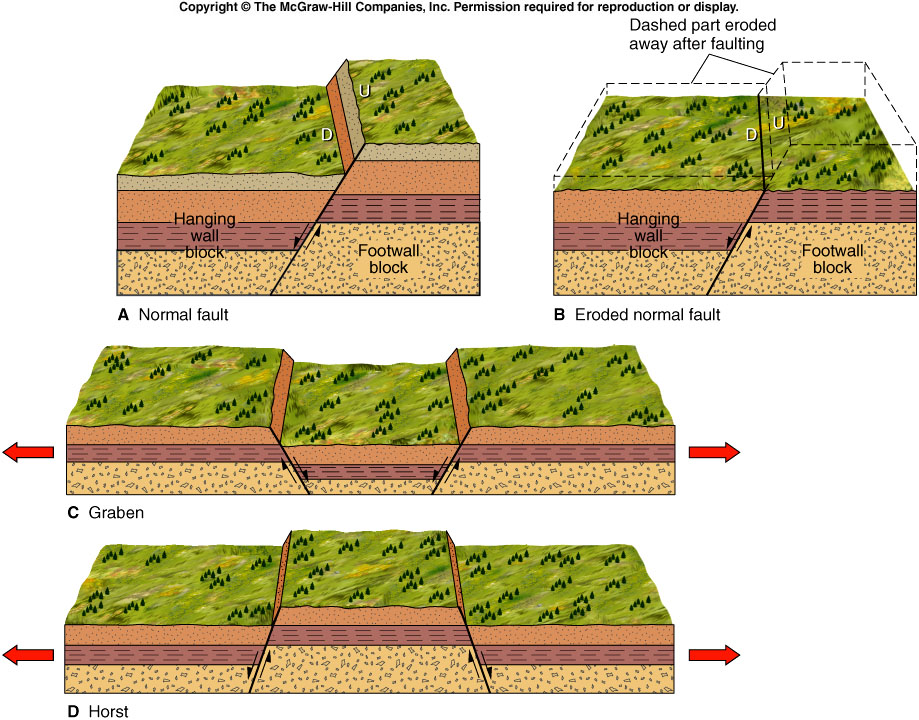 Copyright © The McGraw-Hill Companies, Inc. Permission required for reproduction or display.
Dashed part eroded
away after faulting
U
D
Hanging
wall
block
Footwall
block
A Normal fault
D
U
Hanging
wall
block
Footwall
block
B Eroded normal fault
C Graben
D Horst